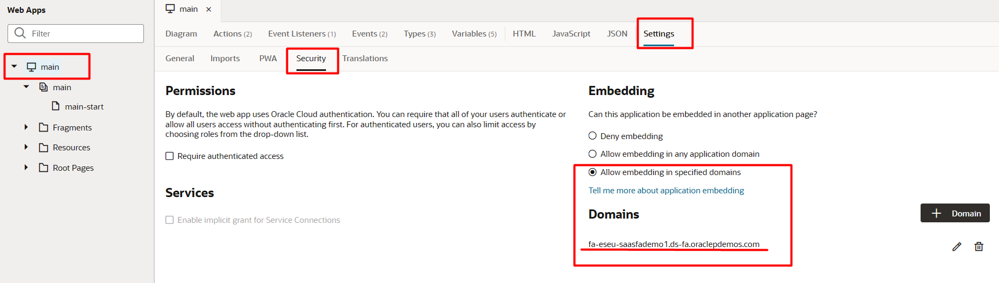 Web Apps
main
Filter
Diagram Actions (2) Event Listeners (1) Events (2) Types (3) Variables (5) HTML JavaScript JSON Settings
General Imports PWA Security Translations
main
main
main-start
Fragments
Resources
Root Pages
Permissions
By default, the web app uses Oracle Cloud authentication. You can require that all of your users authenticate or
allow all users access without authenticating first. For authenticated users, you can also limit access by
choosing roles from the drop-down list.
Require authenticated access
Services
Enable implicit grant for Service Connections
Embedding
Can this application be embedded in another application page?
Deny embedding
Allow embedding in any application domain
Allow embedding in specified domains
Tell me more about application embedding
Domains
Domain
fa-eseu-saasfademo1.ds-fa.oraclepdemos.com